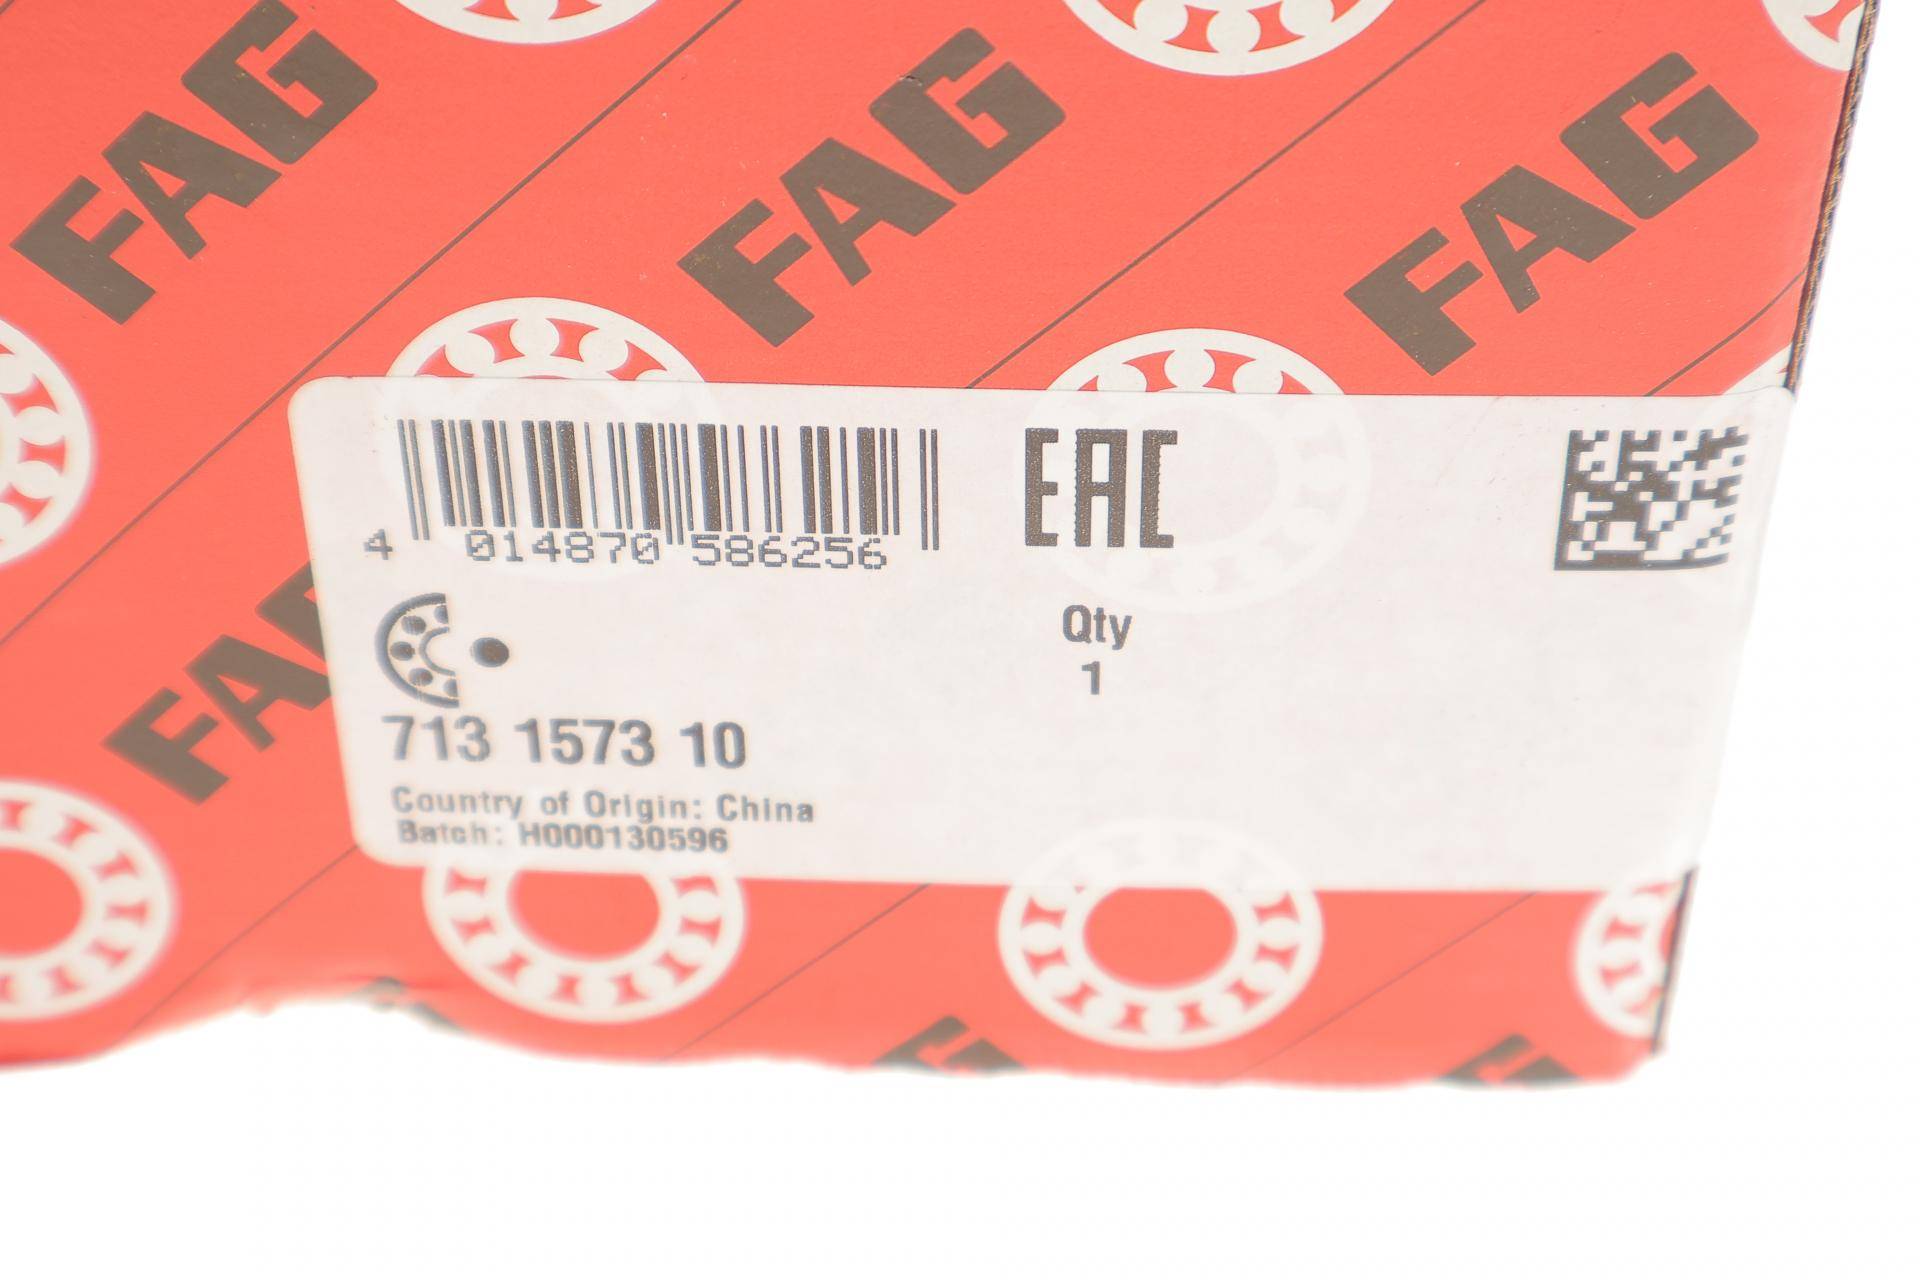 FAG
FAG
FAG
4 014870 586256
EAC
Qty
1
713 1573 10
Country of Origin: China
Batch: H000130596
FAG